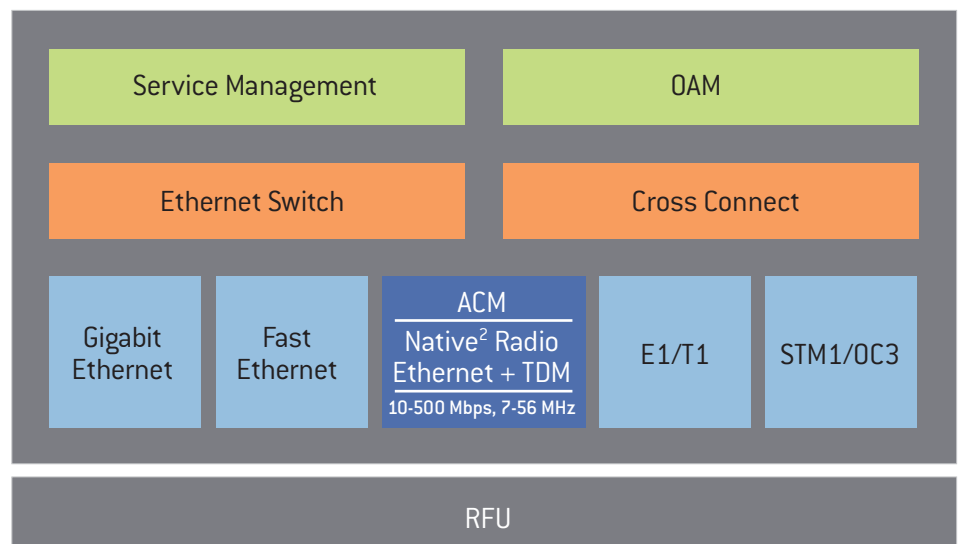 Service Management
OAM
Ethernet Switch
Cross Connect
Gigabit
Ethernet
Fast
Ethernet
ACM
Native² Radio
Ethernet + TDM
10-500 Mbps, 7-56 MHz
E1/T1
STM1/OC3
RFU